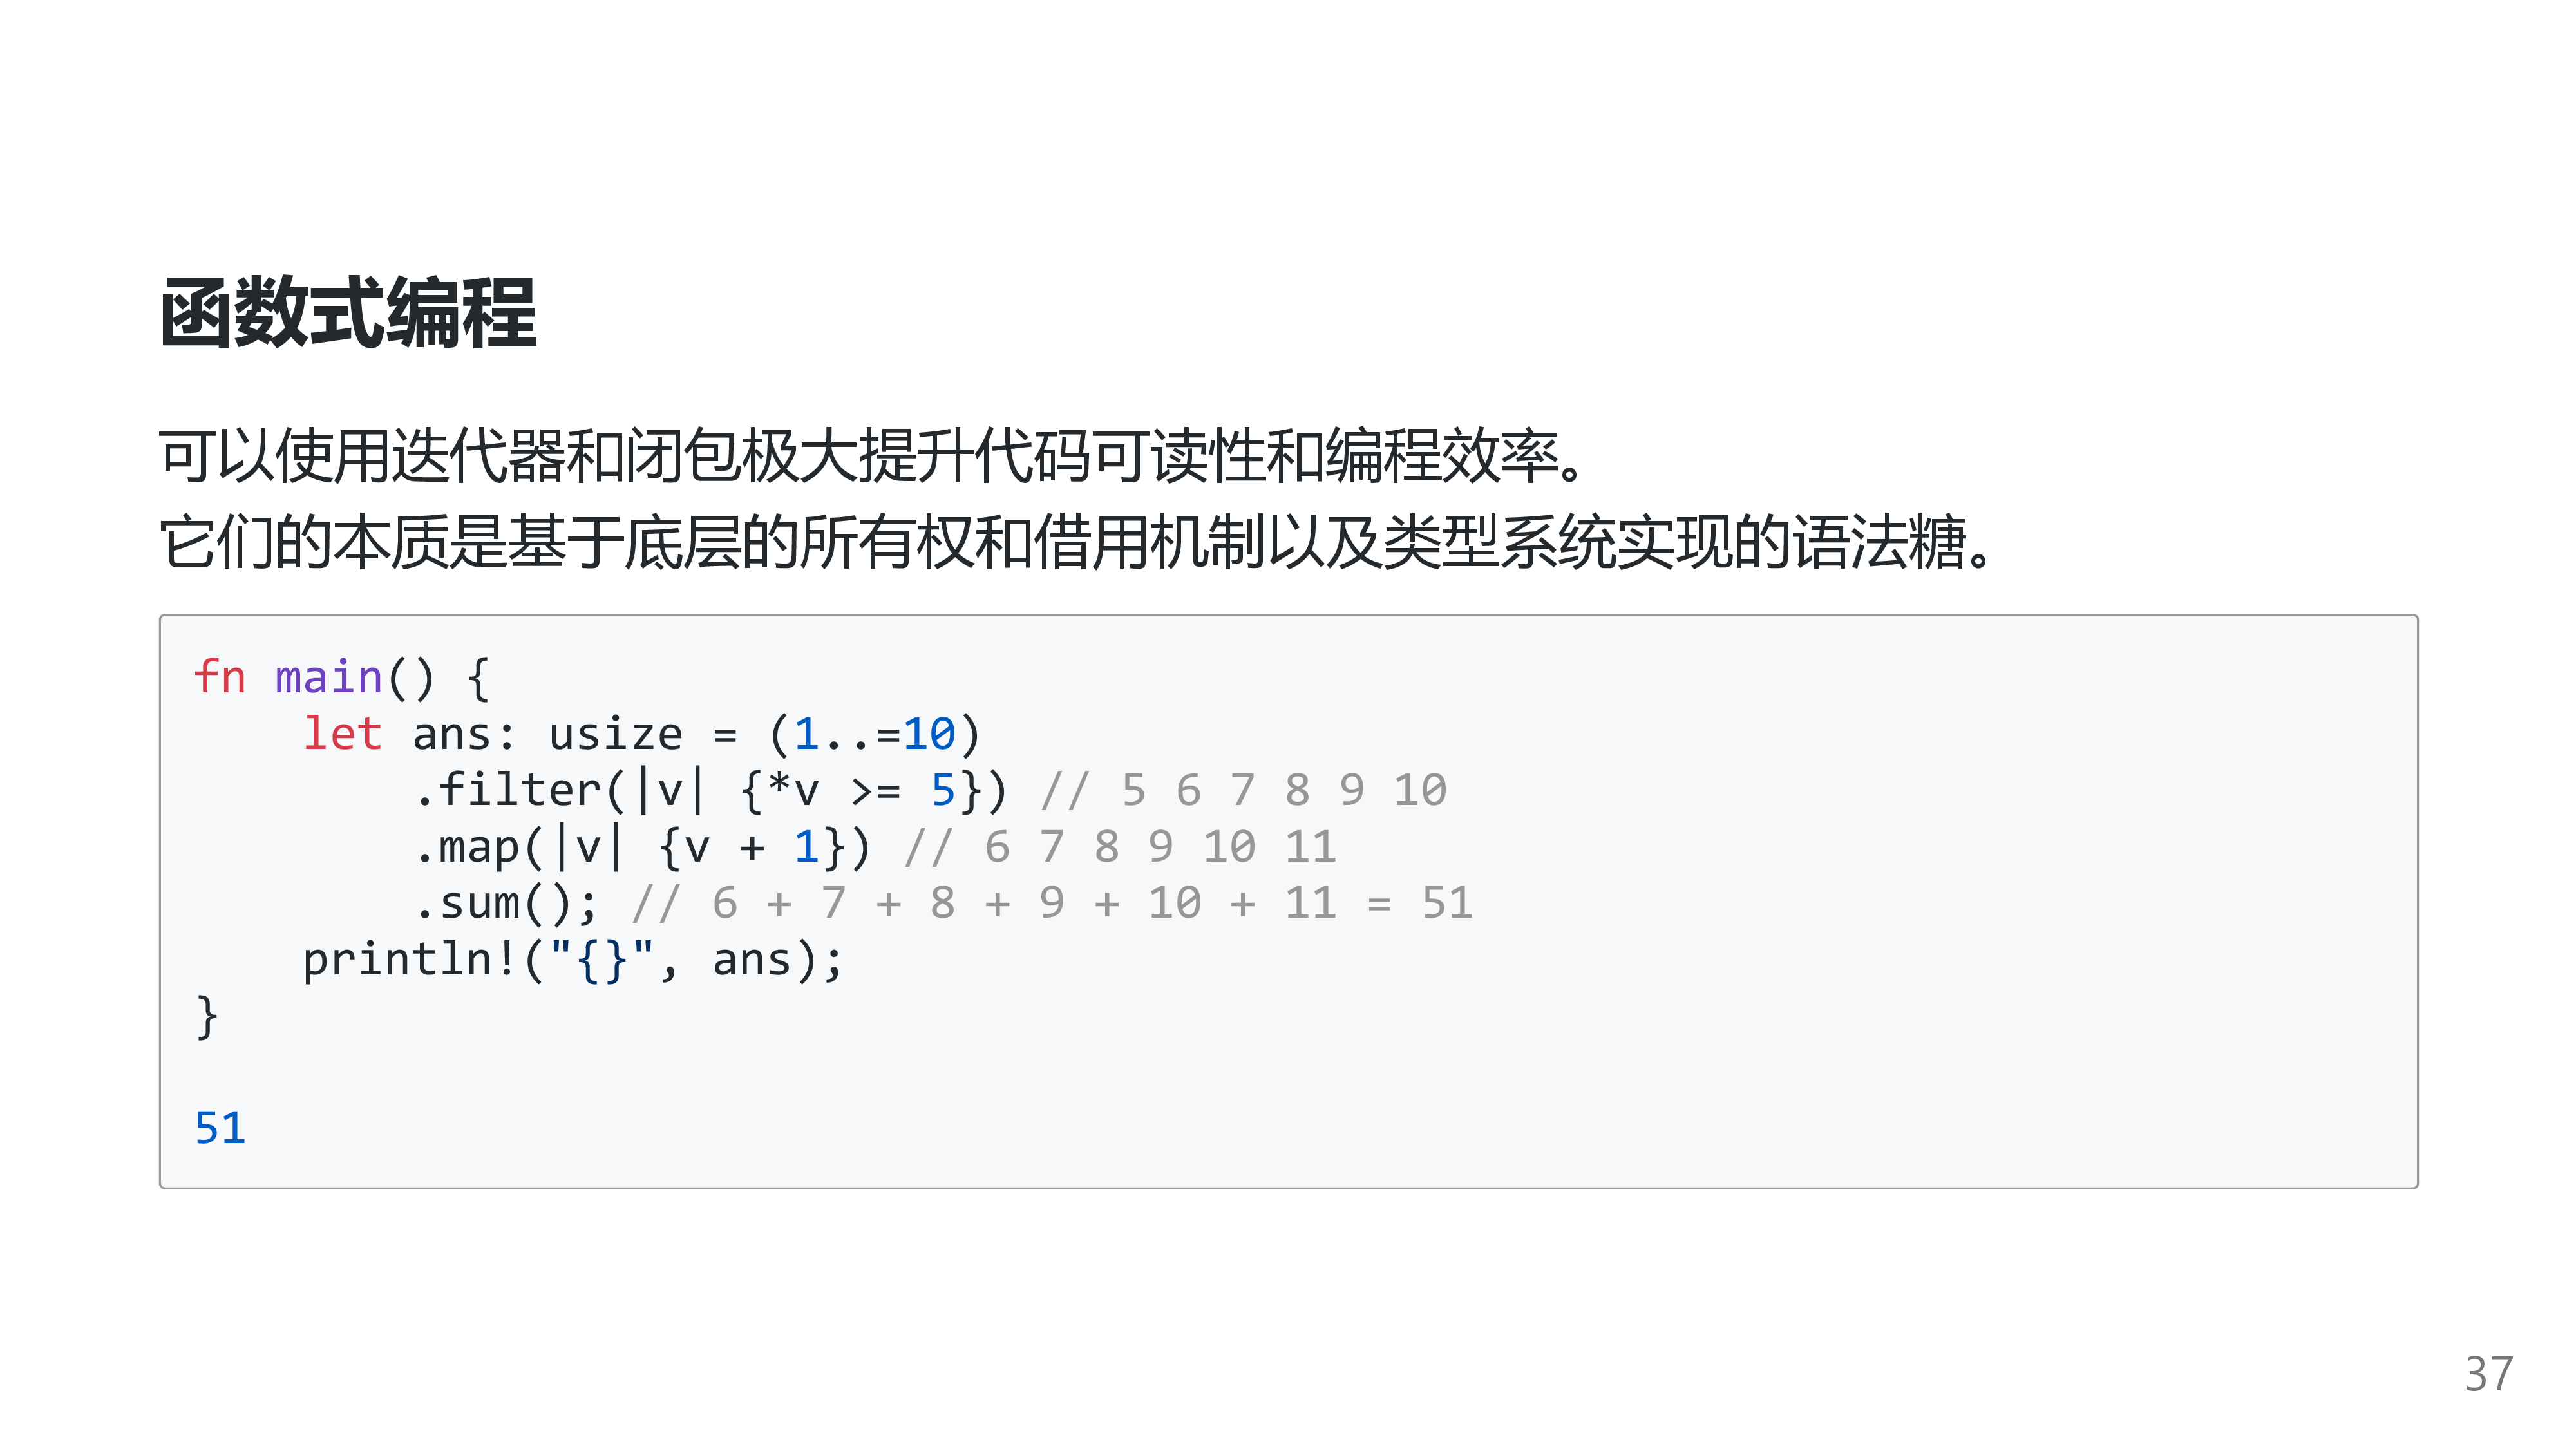 函数式编程
可以使用迭代器和闭包极大提升代码可读性和编程效率。
它们的本质是基于底层的所有权和借用机制以及类型系统实现的语法糖。
fn main() {
    let ans: usize = (1..=10)
        .filter(|v| {*v >= 5}) // 5 6 7 8 9 10
        .map(|v| {v + 1}) // 6 7 8 9 10 11
        .sum(); // 6 + 7 + 8 + 9 + 10 + 11 = 51
    println!("{}", ans);
}
51
37